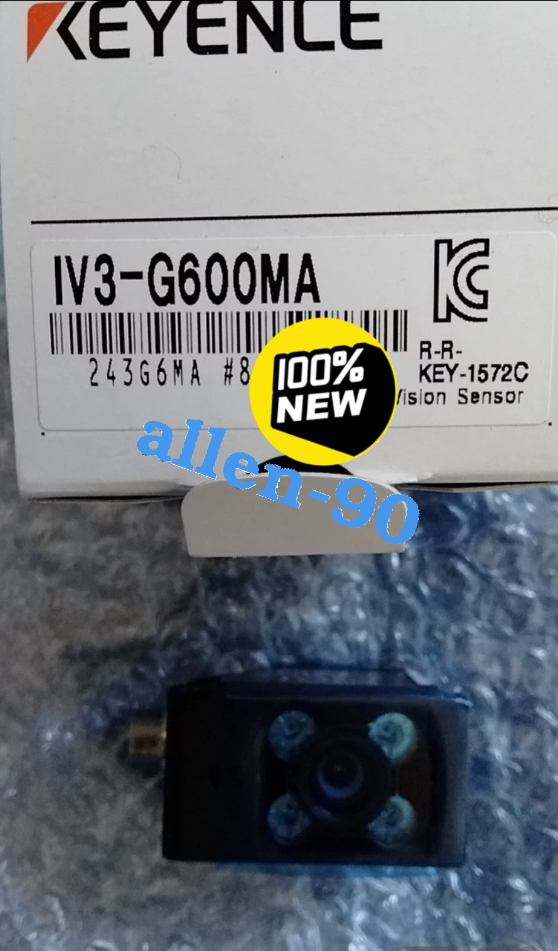 KEYENCE
IV3-G600MA
243G6MA #8
R-R-
KEY-1572C
Vision Sensor
100%
NEW
allen-90